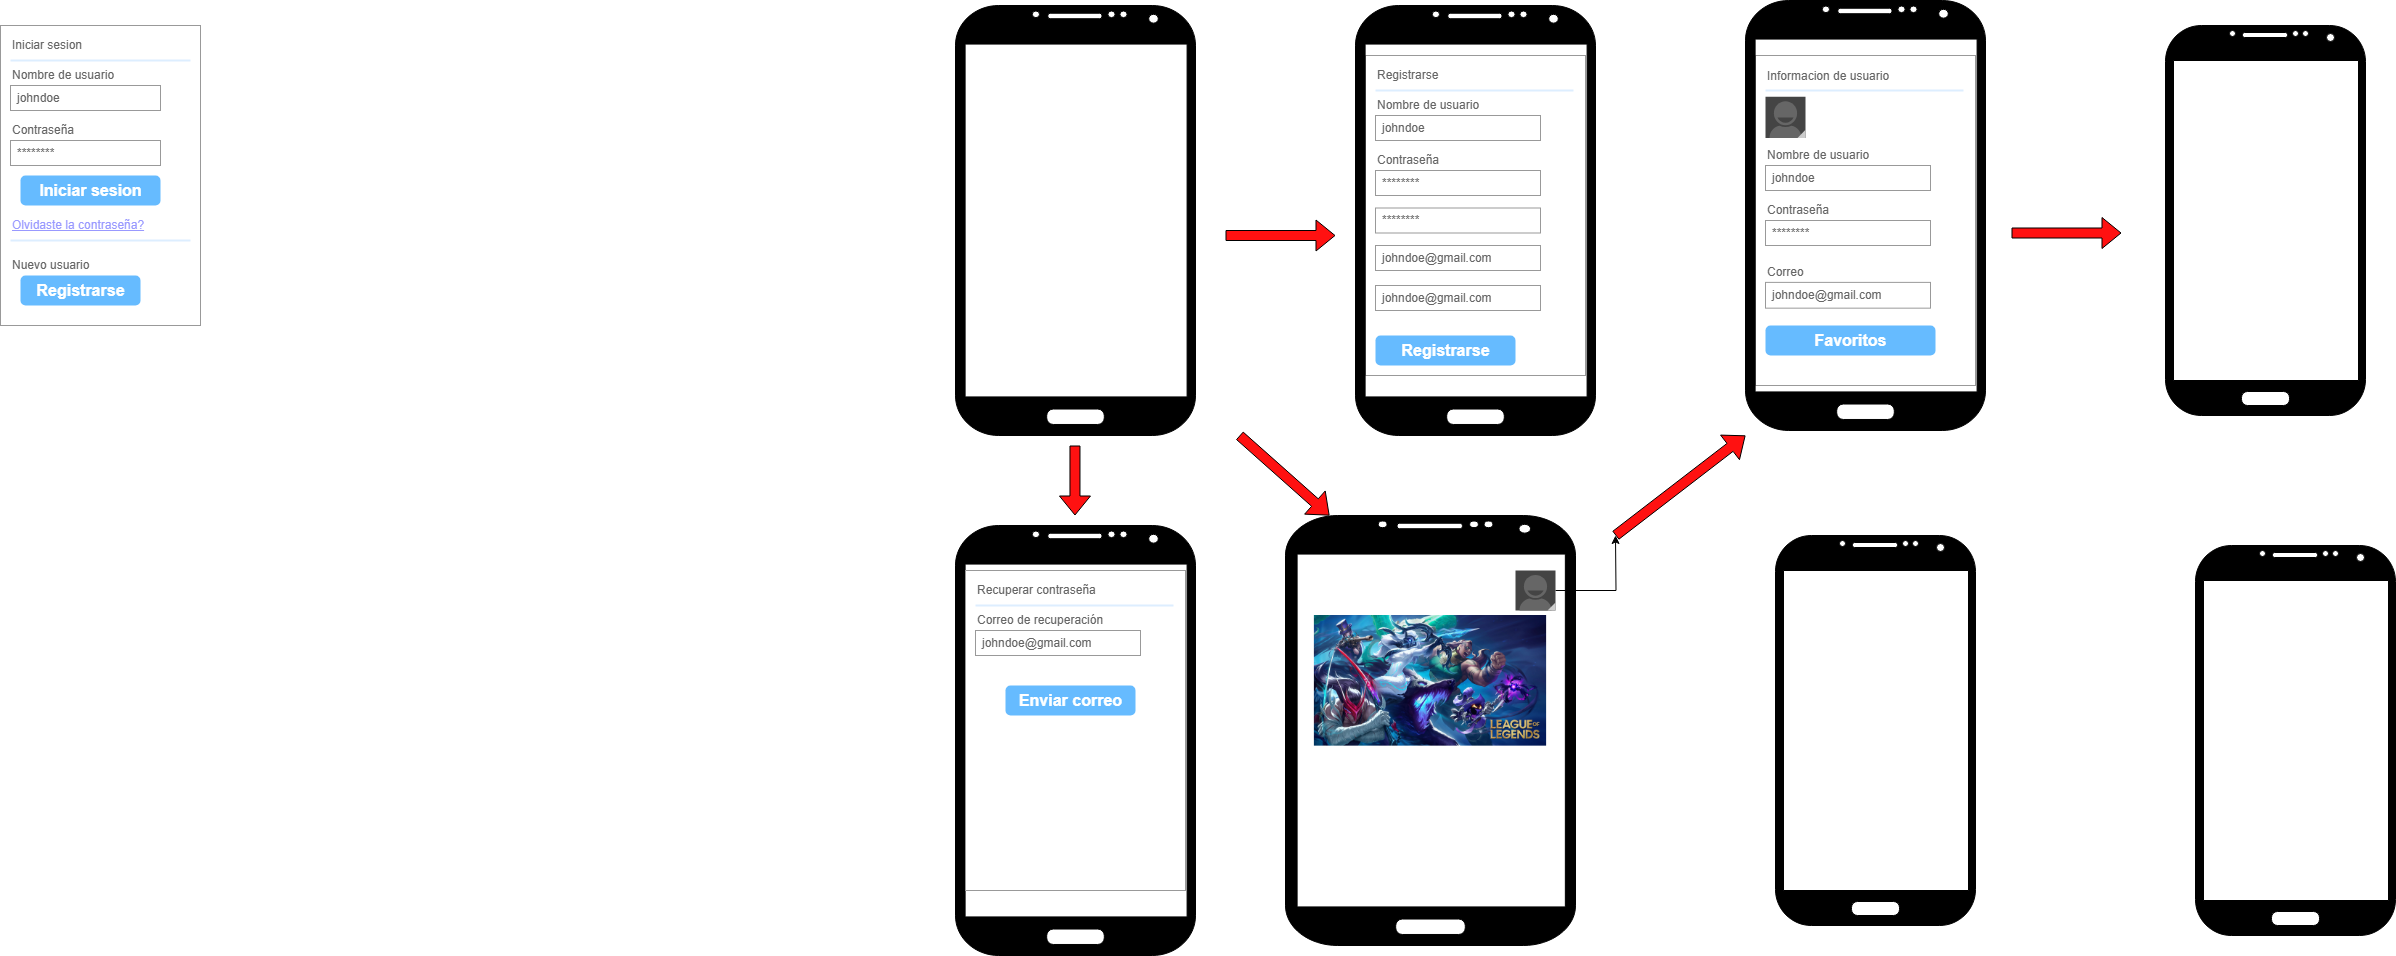 Iniciar sesion
Nombre de usuario
johndoe
Contraseña
********
Iniciar sesion
Olvidaste la contraseña?
Nuevo usuario
Registrarse
Registrarse
Nombre de usuario
johndoe
Contraseña
********
********
johndoe@gmail.com
johndoe@gmail.com
Registrarse
Informacion de usuario
Nombre de usuario
johndoe
Contraseña
********
Correo
johndoe@gmail.com
Favoritos
Recuperar contraseña
Correo de recuperación
johndoe@gmail.com
Enviar correo
LEAGUE OF
LEGENDS